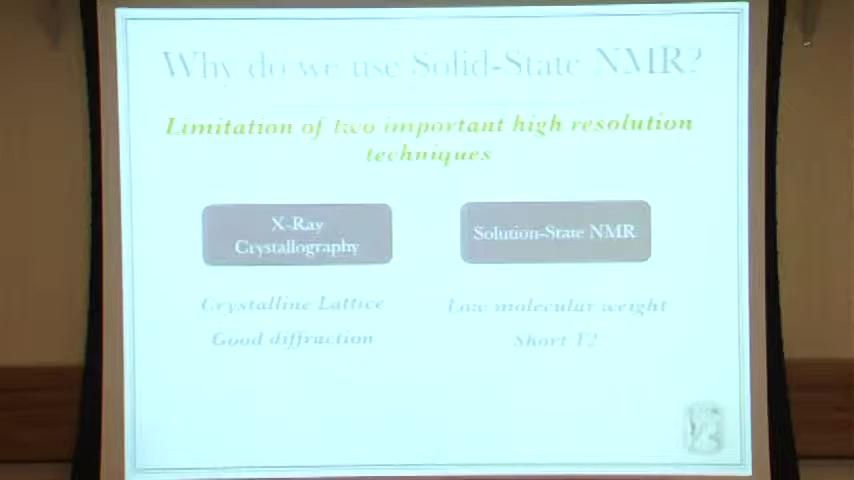 Why do we use Solid-State NMR?
Limitation of two important high resolution
techniques
X-Ray
Crystallography
Solution-State NMR
Crystalline Lattice
Low molecular weight
Good diffraction
Short T2